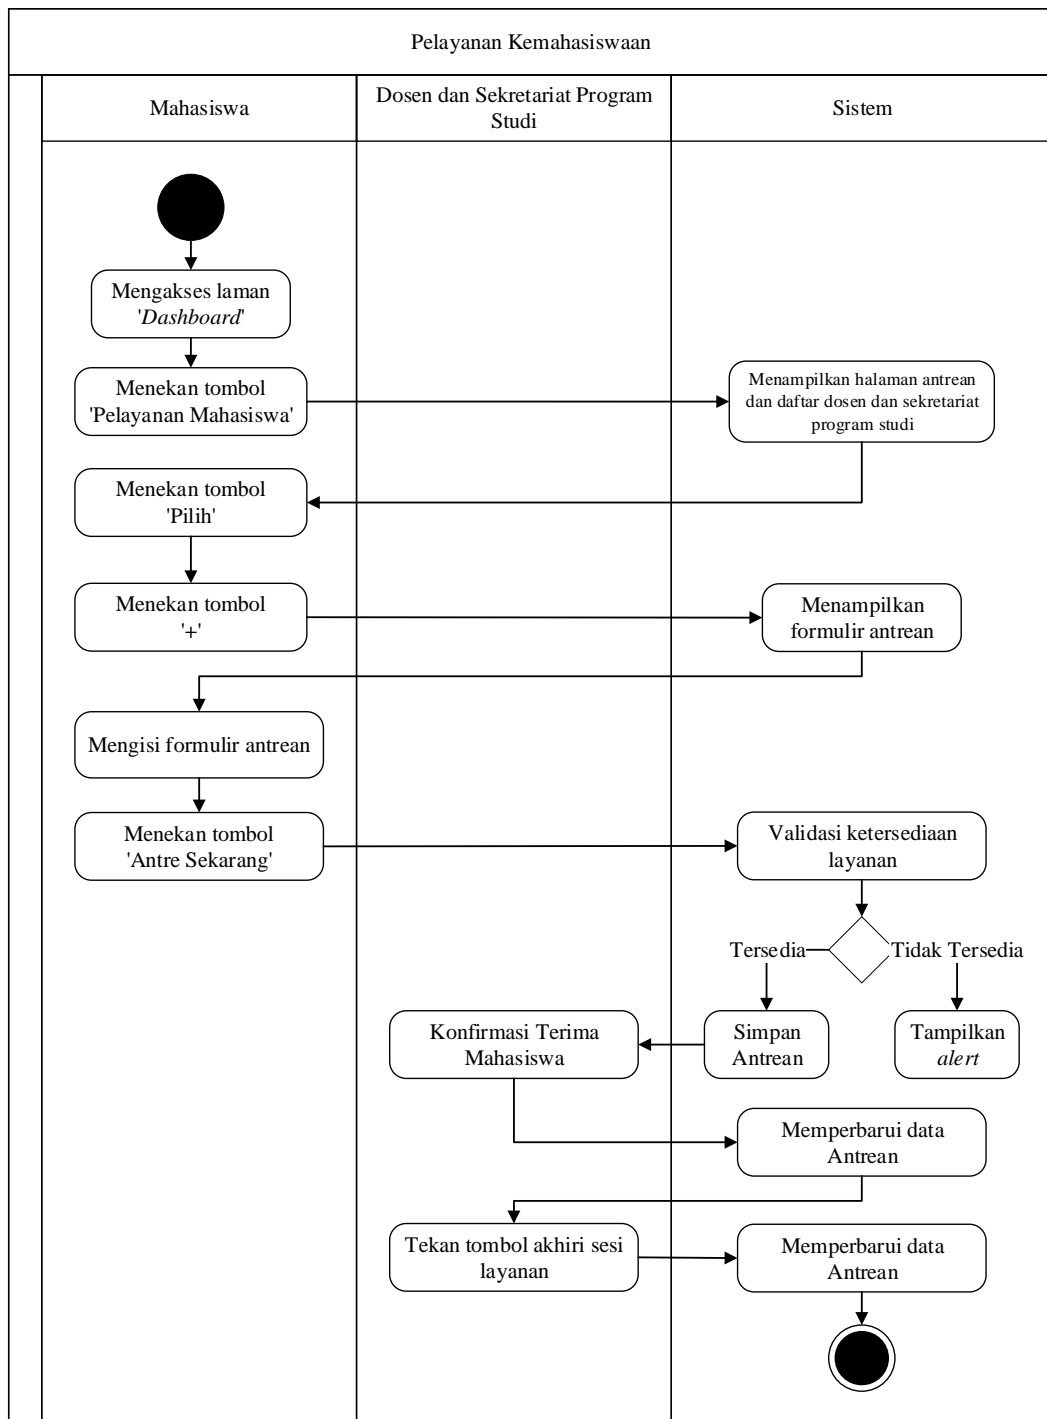 Pelayanan Kemahasiswaan
Mahasiswa
Dosen dan Sekretariat Program
Studi
Sistem
Mengakses laman
'Dashboard'
Menekan tombol
'Pelayanan Mahasiswa'
Menampilkan halaman antrean
dan daftar dosen dan sekretariat
program studi
Menekan tombol
'Pilih'
Menekan tombol
'+'
Menampilkan
formulir antrean
Mengisi formulir antrean
Menekan tombol
'Antre Sekarang'
Validasi ketersediaan
layanan
Tersedia
Tidak Tersedia
Konfirmasi Terima
Mahasiswa
Simpan
Antrean
Tampilkan
alert
Memperbarui data
Antrean
Tekan tombol akhiri sesi
layanan
Memperbarui data
Antrean